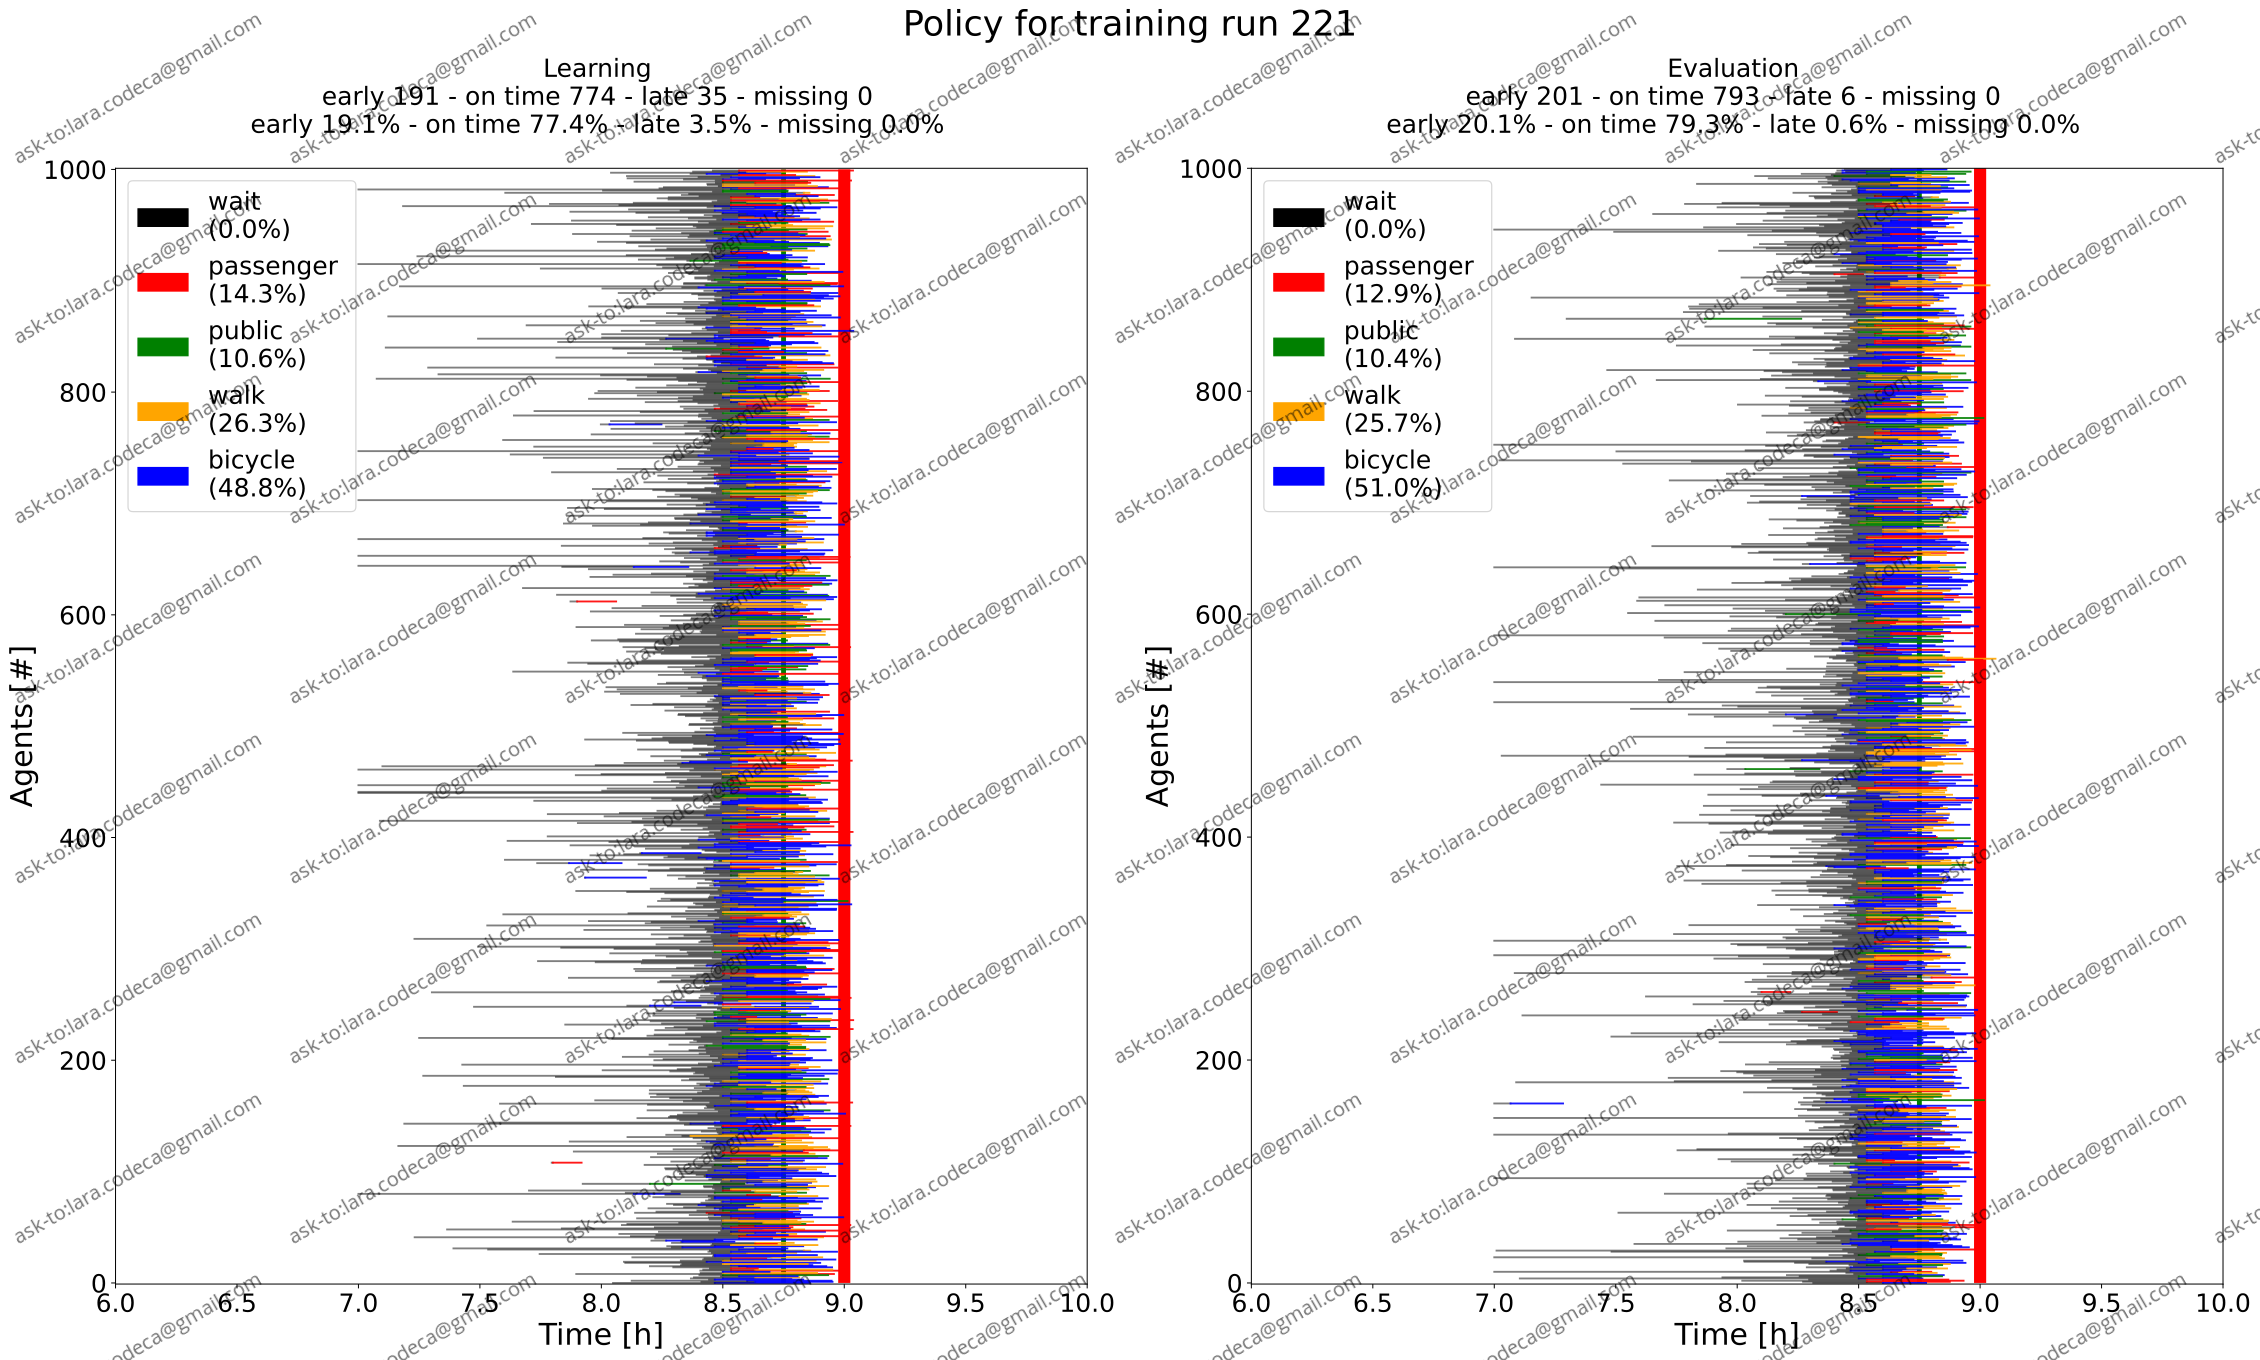 Policy for training run 221
Learning
early 191 - on time 774 - late 35 - missing 0
early 19.1% - on time 77.4% - late 3.5% - missing 0.0%
Agents [#]
1000
800
600
400
200
0
wait
(0.0%)
passenger
(14.3%)
public
(10.6%)
walk
(26.3%)
bicycle
(48.8%)
6.0 6.5 7.0 7.5 8.0 8.5 9.0 9.5 10.0
Time [h]
Evaluation
early 201 - on time 793 - late 6 - missing 0
early 20.1% - on time 79.3% - late 0.6% - missing 0.0%
Agents [#]
1000
800
600
400
200
0
wait
(0.0%)
passenger
(12.9%)
public
(10.4%)
walk
(25.7%)
bicycle
(51.0%)
6.0 6.5 7.0 7.5 8.0 8.5 9.0 9.5 10.0
Time [h]
ask-to:lara.codeca@gmail.com